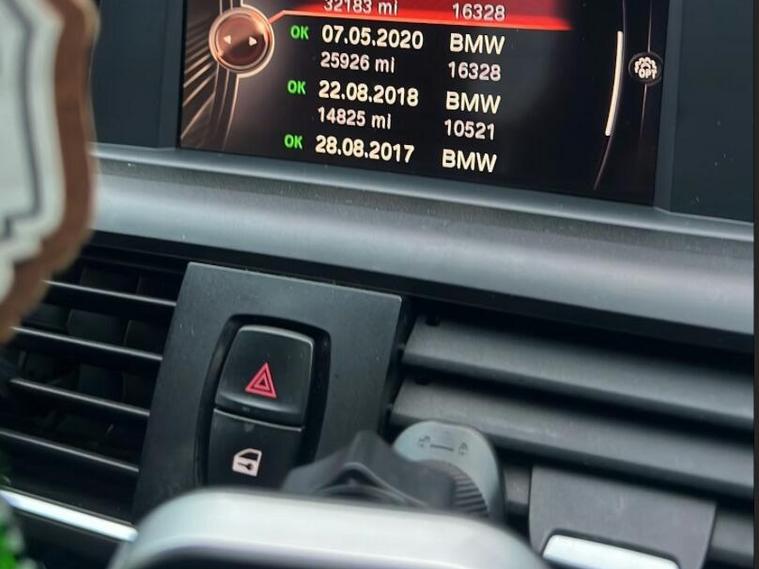 32183 mi 16328
OK 07.05.2020 BMW
25926 mi 16328
OK 22.08.2018 BMW
14825 mi 10521
OK 28.08.2017 BMW
OPT